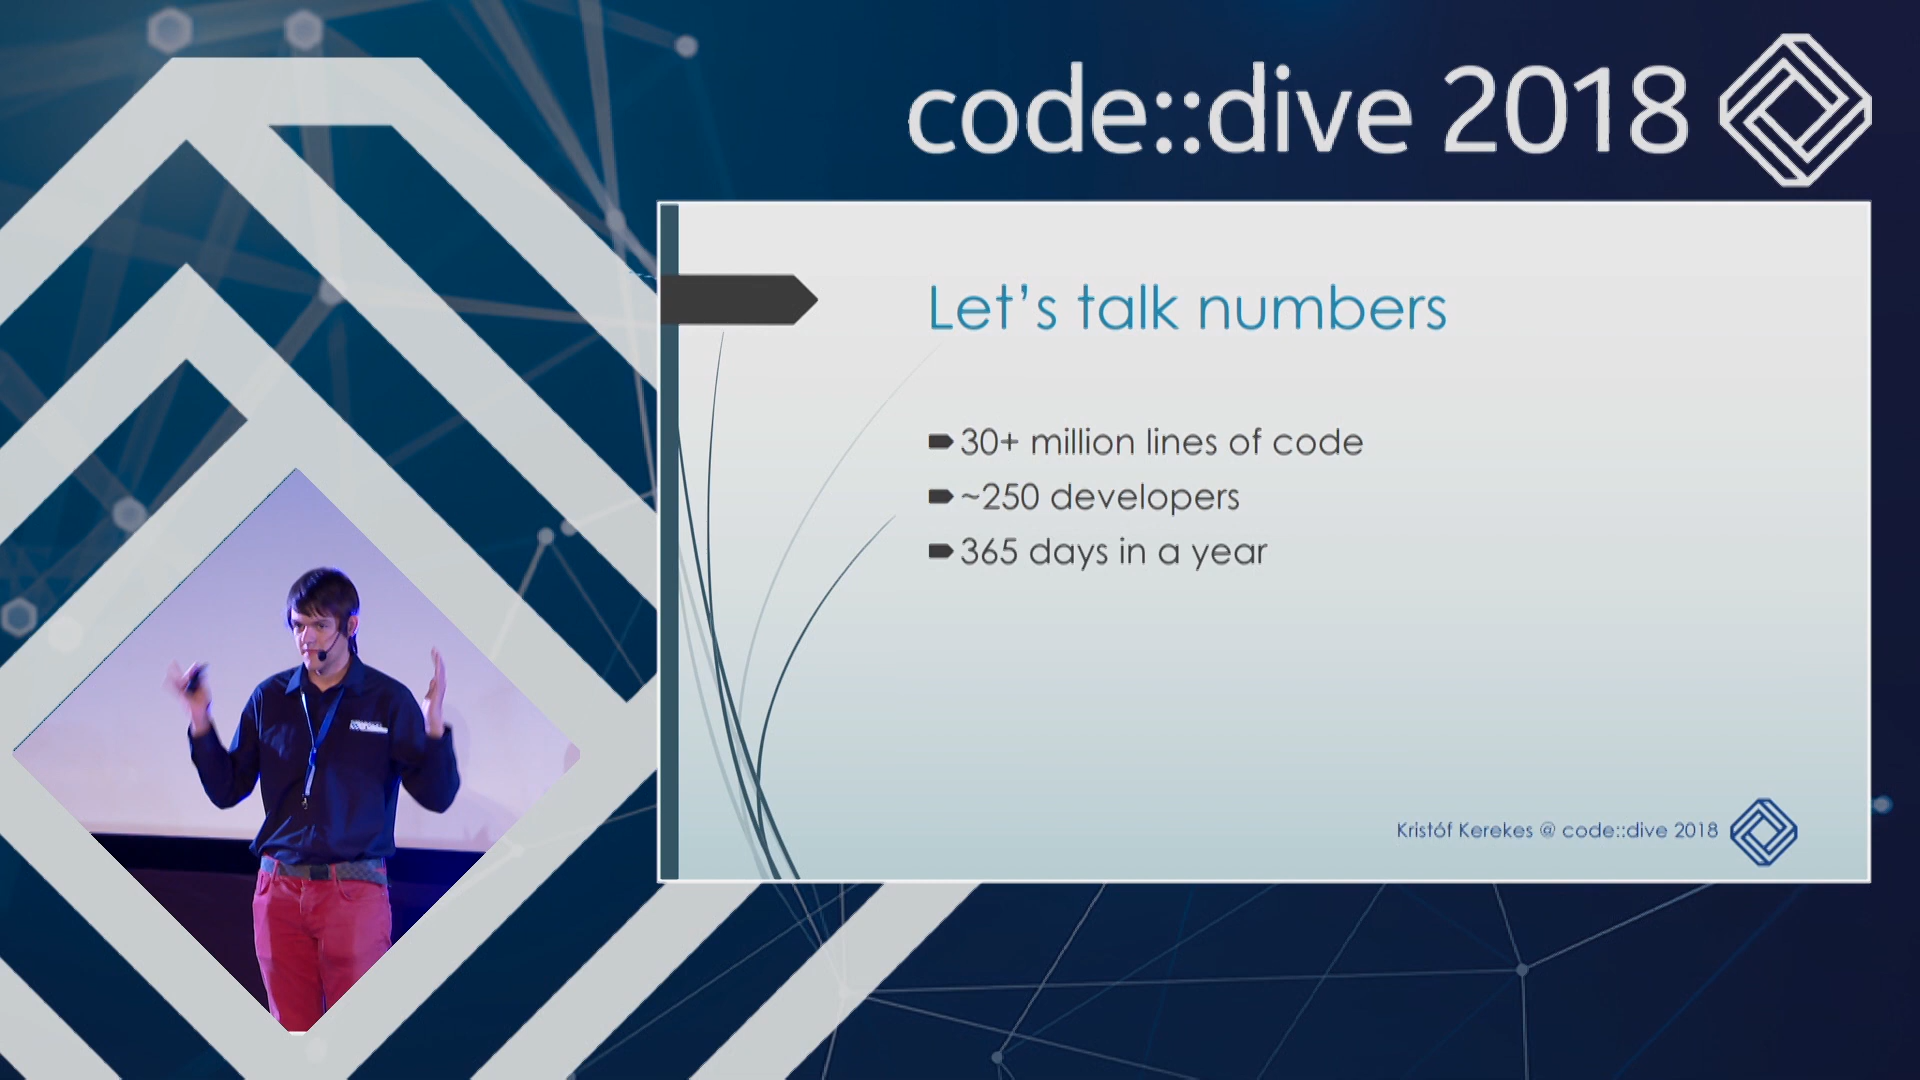 code::dive 2018
Let's talk numbers
30+ million lines of code
~250 developers
365 days in a year
Kristóf Kerekes @ code::dive 2018